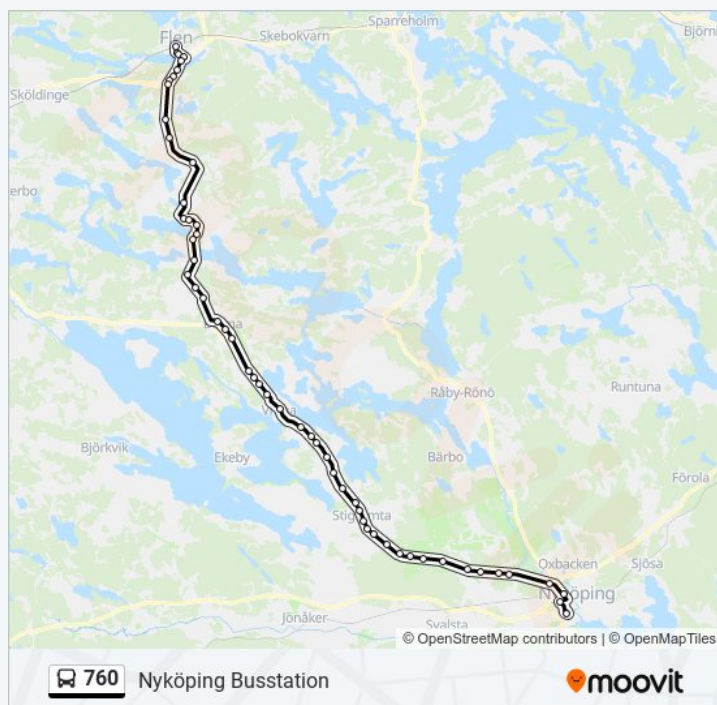 Sparreholm
Flen
Skebokvarn
Björn
Sköldinge
erbo
Råby-Rönö
Runtuna
Björkvik
Ekeby
Bärbo
Förola
Stigtomta
Oxbacken
Sjösa
Nyköping
Jönåker
Svalsta
© OpenStreetMap contributors | © OpenMapTiles
760 Nyköping Busstation
moovit